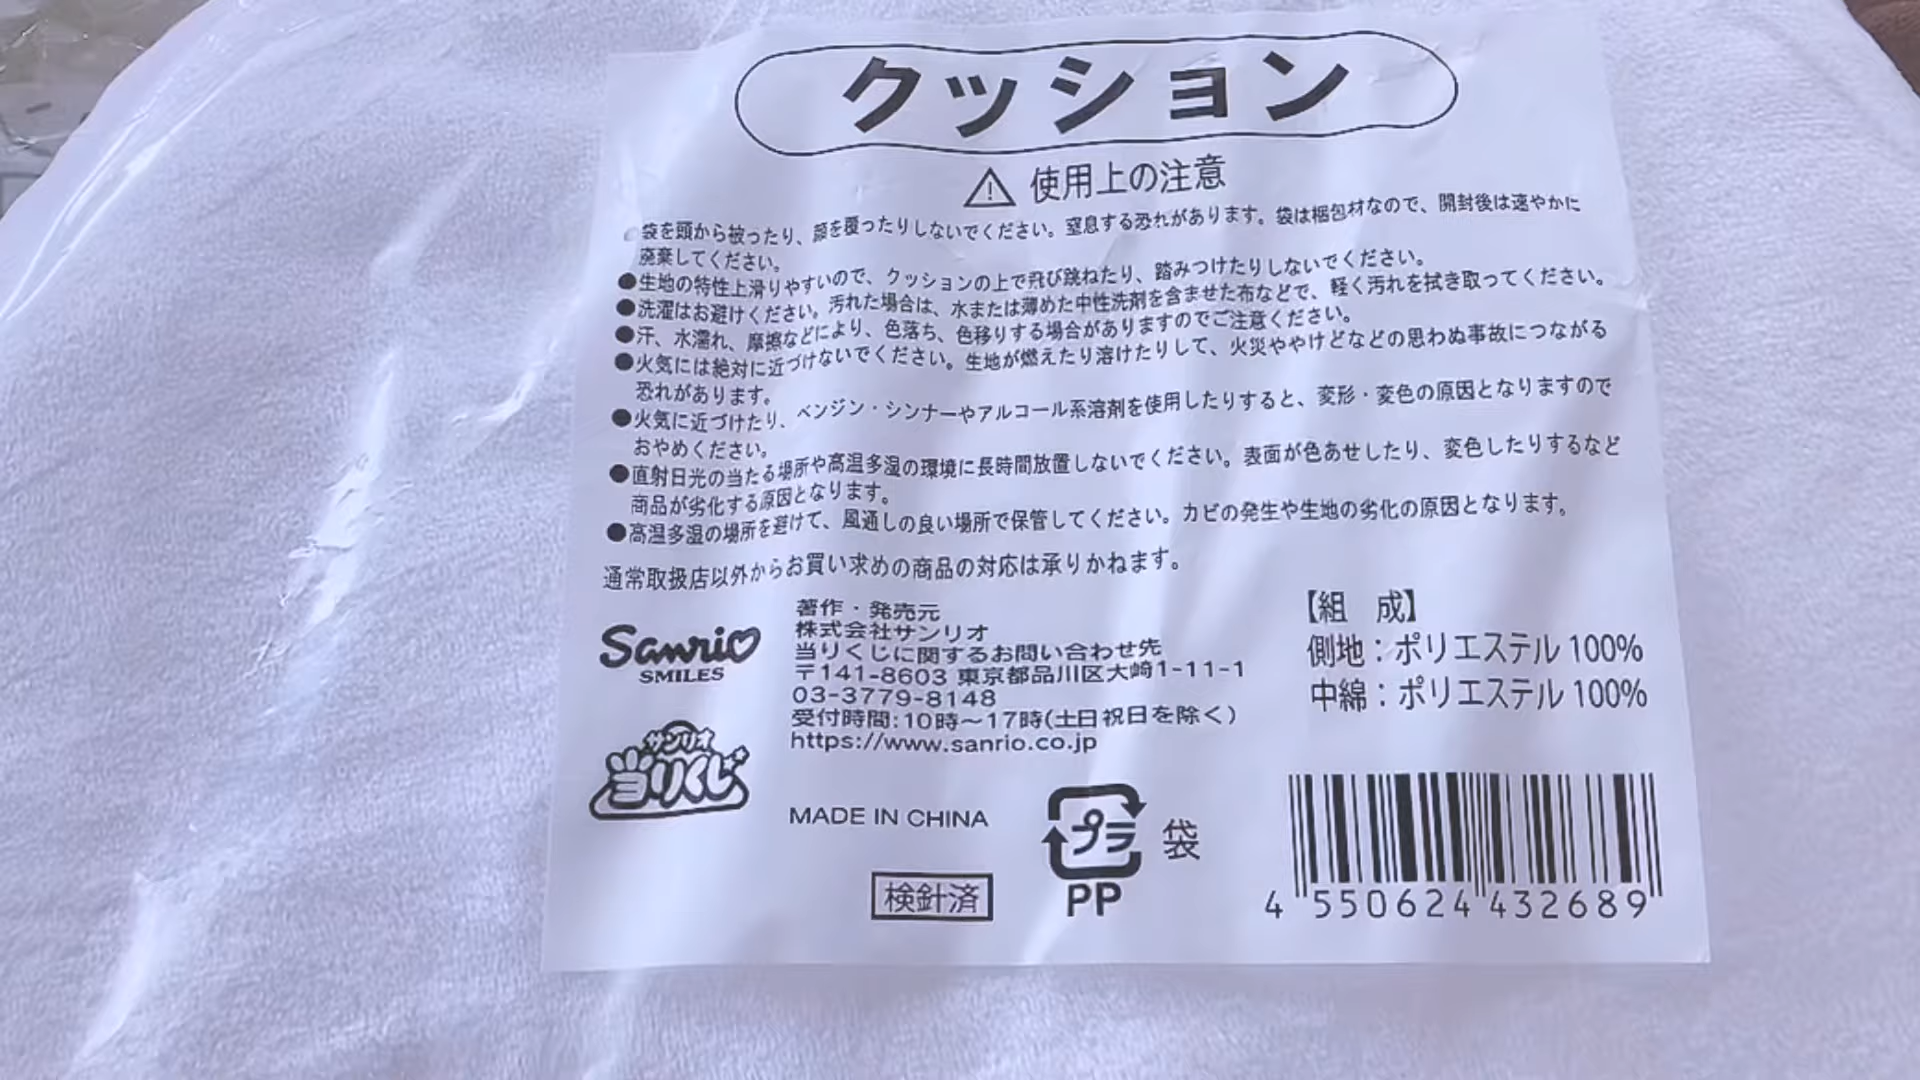 クッション
使用上の注意
●袋を頭から被ったり、顔を覆ったりしないでください。窒息する恐れがあります。袋は梱包材なので、開封後は速やかに
廃棄してください。
●生地の特性上滑りやすいので、クッションの上で飛び跳ねたり、踏みつけたりしないでください。
●洗濯はお避けください。汚れた場合は、水または薄めた中性洗剤を含ませた布などで、軽く汚れを拭き取ってください。
●汗、水濡れ、摩擦などにより、色落ち、色移りする場合がありますのでご注意ください。
●火気には絶対に近づけないでください。生地が燃えたり溶けたりして、火災ややけどなどの思わぬ事故につながる
恐れがあります。
●火気に近づけたり、ベンジン・シンナーやアルコール系溶剤を使用したりすると、変形・変色の原因となりますので
おやめください。
●直射日光の当たる場所や高温多湿の環境に長時間放置しないでください。表面が色あせしたり、変色したりするなど
商品が劣化する原因となります。
●高温多湿の場所を避けて、風通しの良い場所で保管してください。カビの発生や生地の劣化の原因となります。
通常取扱店以外からお買い求めの商品の対応は承りかねます。
Sanrio
SMILES
サンリオ
当りくじ
著作・発売元
株式会社サンリオ
当りくじに関するお問い合わせ先
〒141-8603 東京都品川区大崎1-11-1
03-3779-8148
受付時間:10時〜17時(土日祝日を除く)
https://www.sanrio.co.jp
MADE IN CHINA
検針済
プラ
PP
袋
【組 成】
側地：ポリエステル 100%
中綿：ポリエステル 100%
4 550624 432689